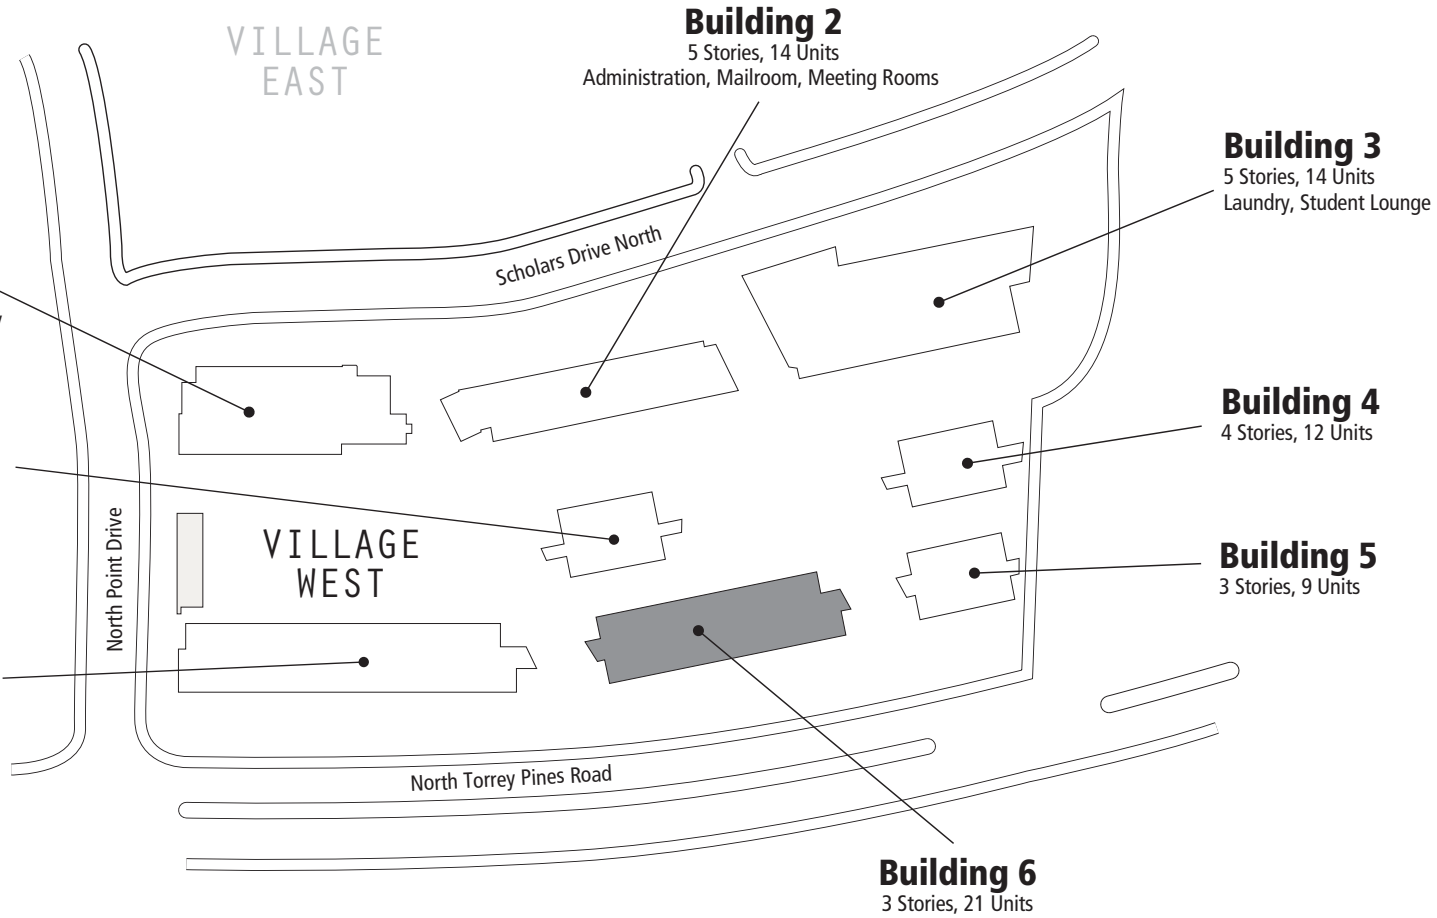 VILLAGE
EAST
Building 2
5 Stories, 14 Units
Administration, Mailroom, Meeting Rooms
Building 3
5 Stories, 14 Units
Laundry, Student Lounge
Scholars Drive North
Building 4
4 Stories, 12 Units
North Point Drive
VILLAGE
WEST
Building 5
3 Stories, 9 Units
North Torrey Pines Road
Building 6
3 Stories, 21 Units